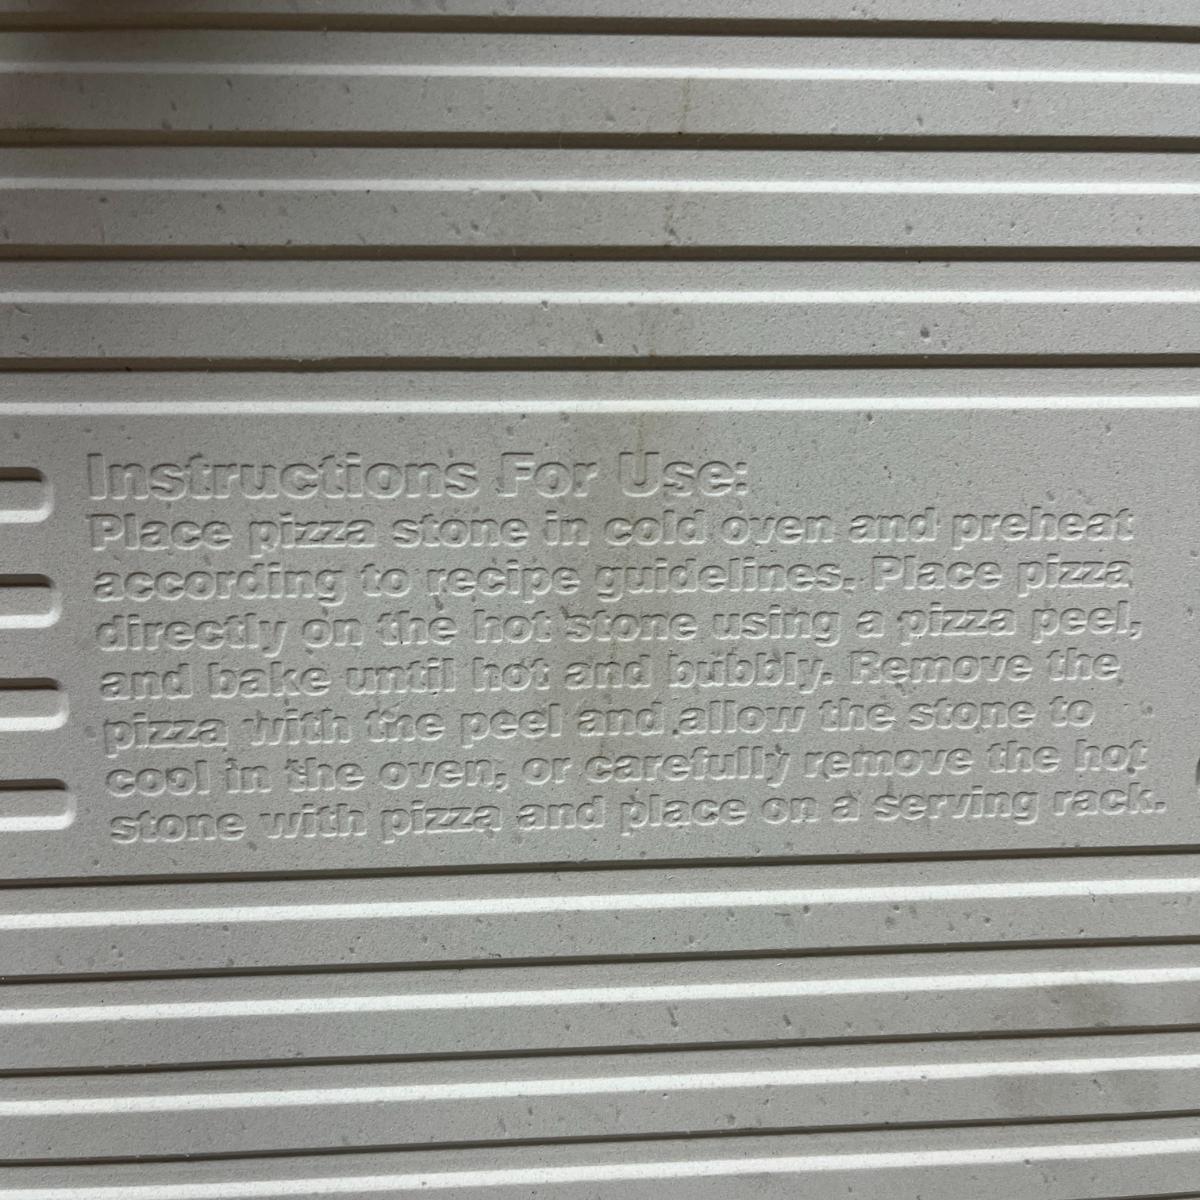 Instructions For Use:
Place pizza stone in cold oven and preheat
according to recipe guidelines. Place pizza
directly on the hot stone using a pizza peel,
and bake until hot and bubbly. Remove the
pizza with the peel and allow the stone to
cool in the oven, or carefully remove the hot
stone with pizza and place on a serving rack.